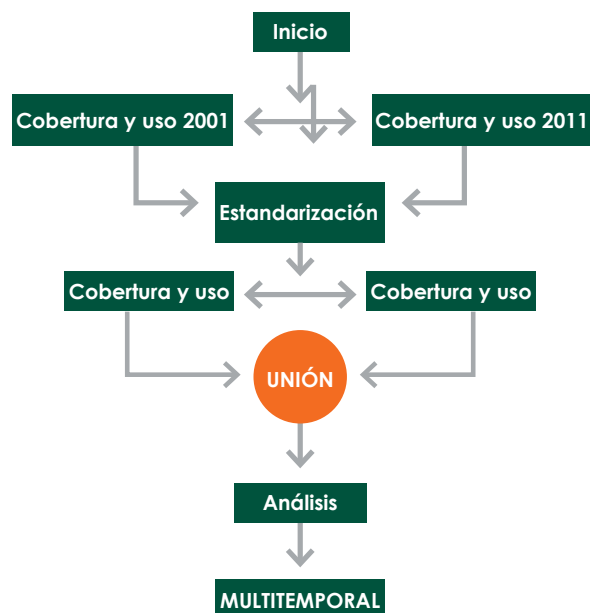 Inicio
Cobertura y uso 2001
Cobertura y uso 2011
Estandarización
Cobertura y uso
Cobertura y uso
UNIÓN
Análisis
MULTITEMPORAL